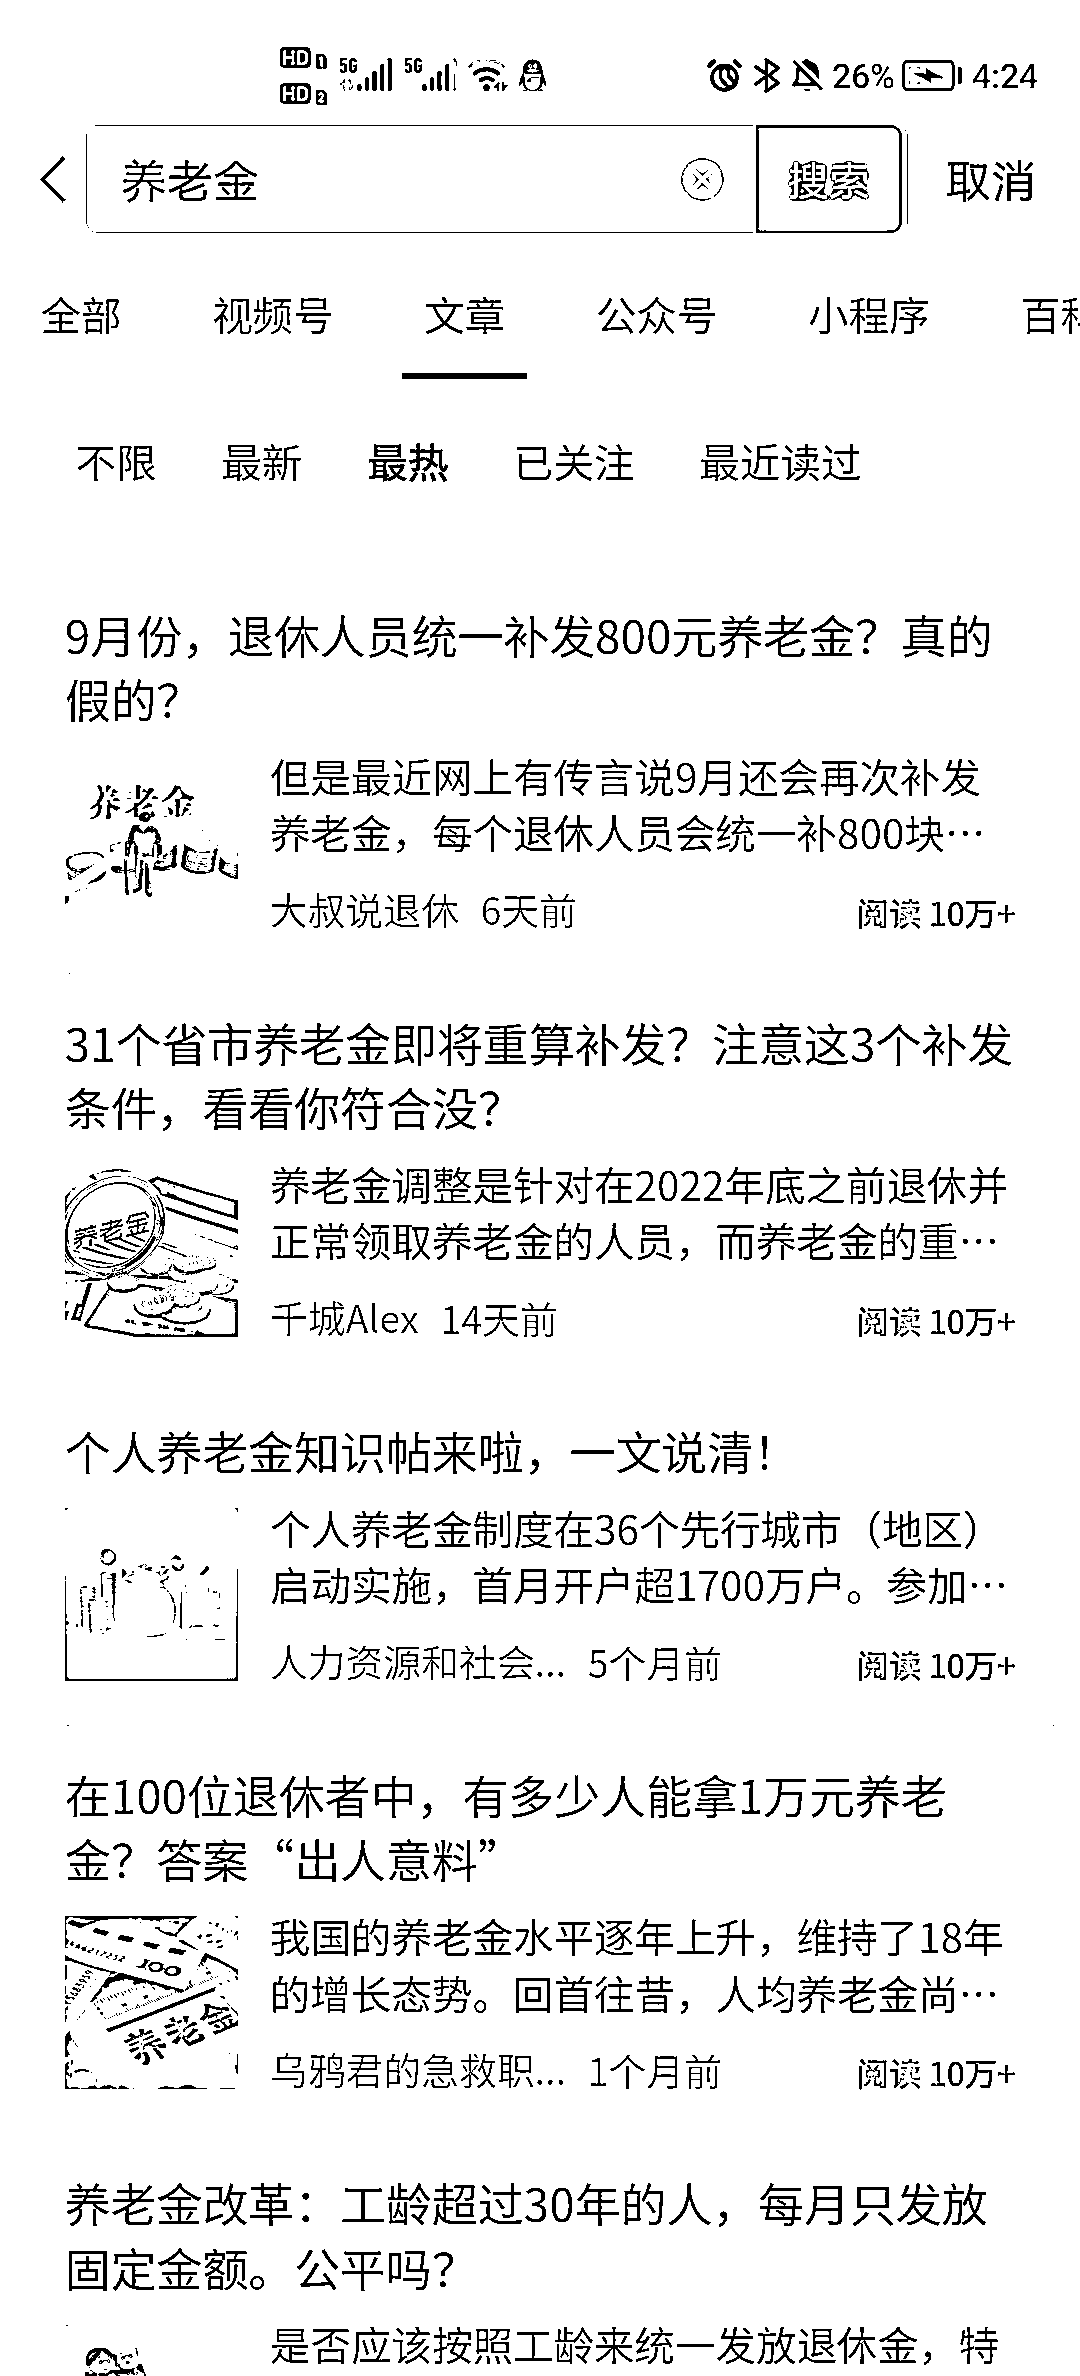 HD 1 5G 5G 26% 4:24
HD 2
养老金 搜索 取消
全部 视频号 文章 公众号 小程序 百科
不限 最新 最热 已关注 最近读过
9月份，退休人员统一补发800元养老金？真的
假的？
养老金
但是最近网上有传言说9月还会再次补发
养老金，每个退休人员会统一补800块…
大叔说退休 6天前 阅读 10万+
31个省市养老金即将重算补发？注意这3个补发
条件，看看你符合没？
养老金
养老金调整是针对在2022年底之前退休并
正常领取养老金的人员，而养老金的重…
千城Alex 14天前 阅读 10万+
个人养老金知识帖来啦，一文说清！
个人养老金制度在36个先行城市（地区）
启动实施，首月开户超1700万户。参加…
人力资源和社会... 5个月前 阅读 10万+
在100位退休者中，有多少人能拿1万元养老
金？答案“出人意料”
100
养老金
我国的养老金水平逐年上升，维持了18年
的增长态势。回首往昔，人均养老金尚…
乌鸦君的急救职... 1个月前 阅读 10万+
养老金改革：工龄超过30年的人，每月只发放
固定金额。公平吗？
是否应该按照工龄来统一发放退休金，特